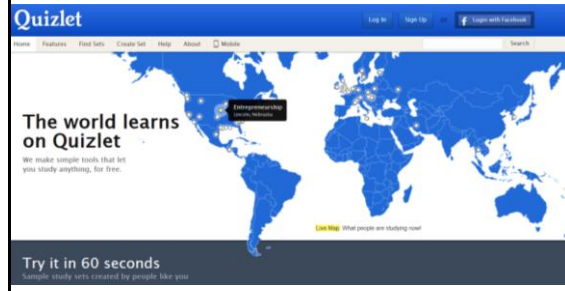 Quizlet
Log In Sign Up or Login with Facebook
Home Features Find Sets Create Set Help About Mobile Search
Entrepreneurship
Lincoln, Nebraska
The world learns
on Quizlet
We make simple tools that let
you study anything, for free.
Live Map What people are studying now!
Try it in 60 seconds
Sample study sets created by people like you